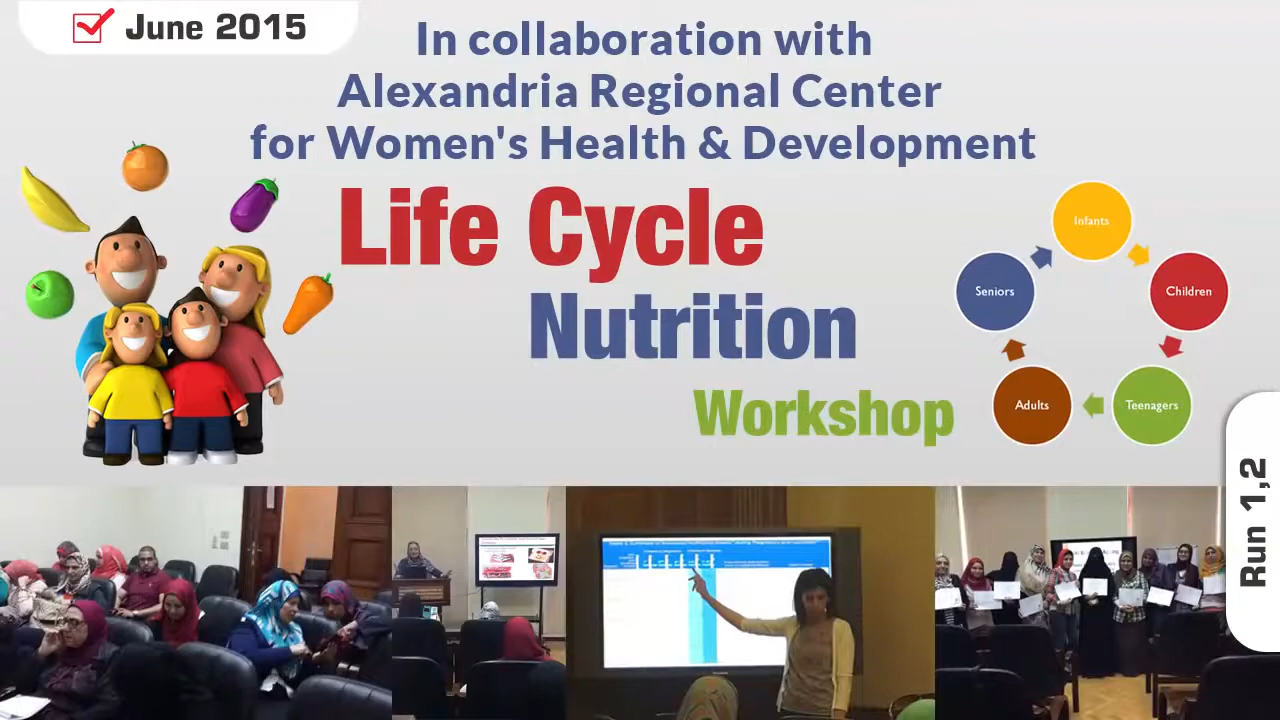 June 2015
In collaboration with
Alexandria Regional Center
for Women's Health & Development
Life Cycle
Nutrition
Workshop
Infants
Children
Teenagers
Adults
Seniors
Run 1,2